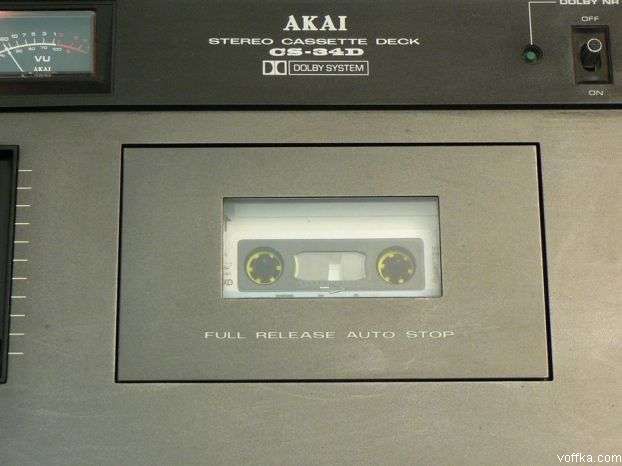 DOLBY NR
AKAI
STEREO CASSETTE DECK
CS-34D
DOLBY SYSTEM
OFF
ON
VU
AKAI
FULL RELEASE AUTO STOP
voffka.com